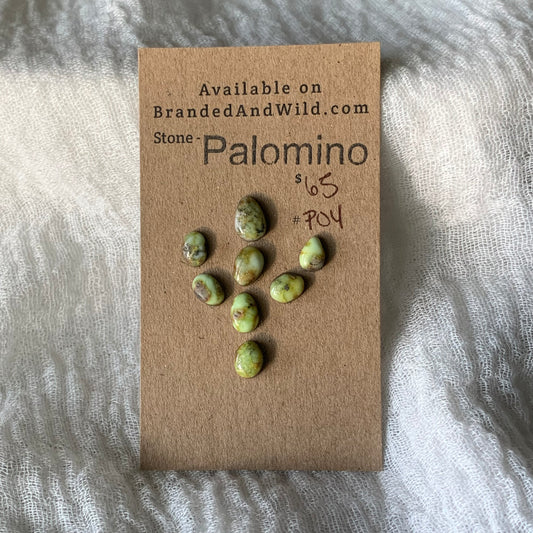 Available on
BrandedAndWild.com
Stone - Palomino
$65
# P04